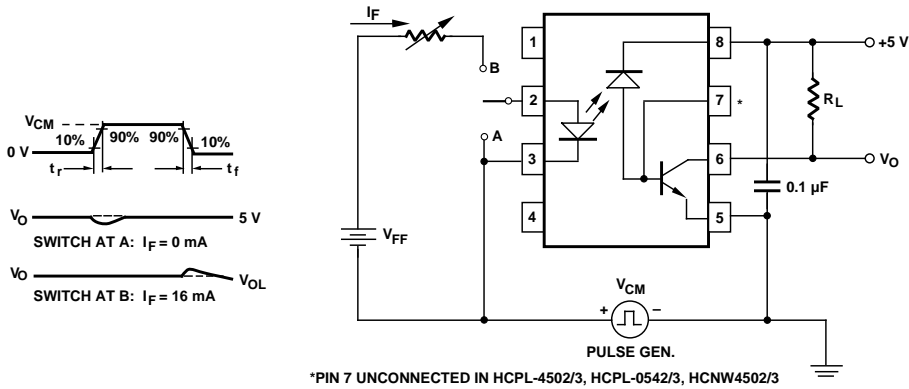 V_CM
10% 90% 90% 10%
0 V
t_r t_f
V_O 5 V
SWITCH AT A: I_F = 0 mA
V_O V_OL
SWITCH AT B: I_F = 16 mA
I_F
B
A
V_FF
1
2
3
4
8
7 *
6
5
+5 V
R_L
V_O
0.1 µF
V_CM
+ –
PULSE GEN.
*PIN 7 UNCONNECTED IN HCPL-4502/3, HCPL-0542/3, HCNW4502/3